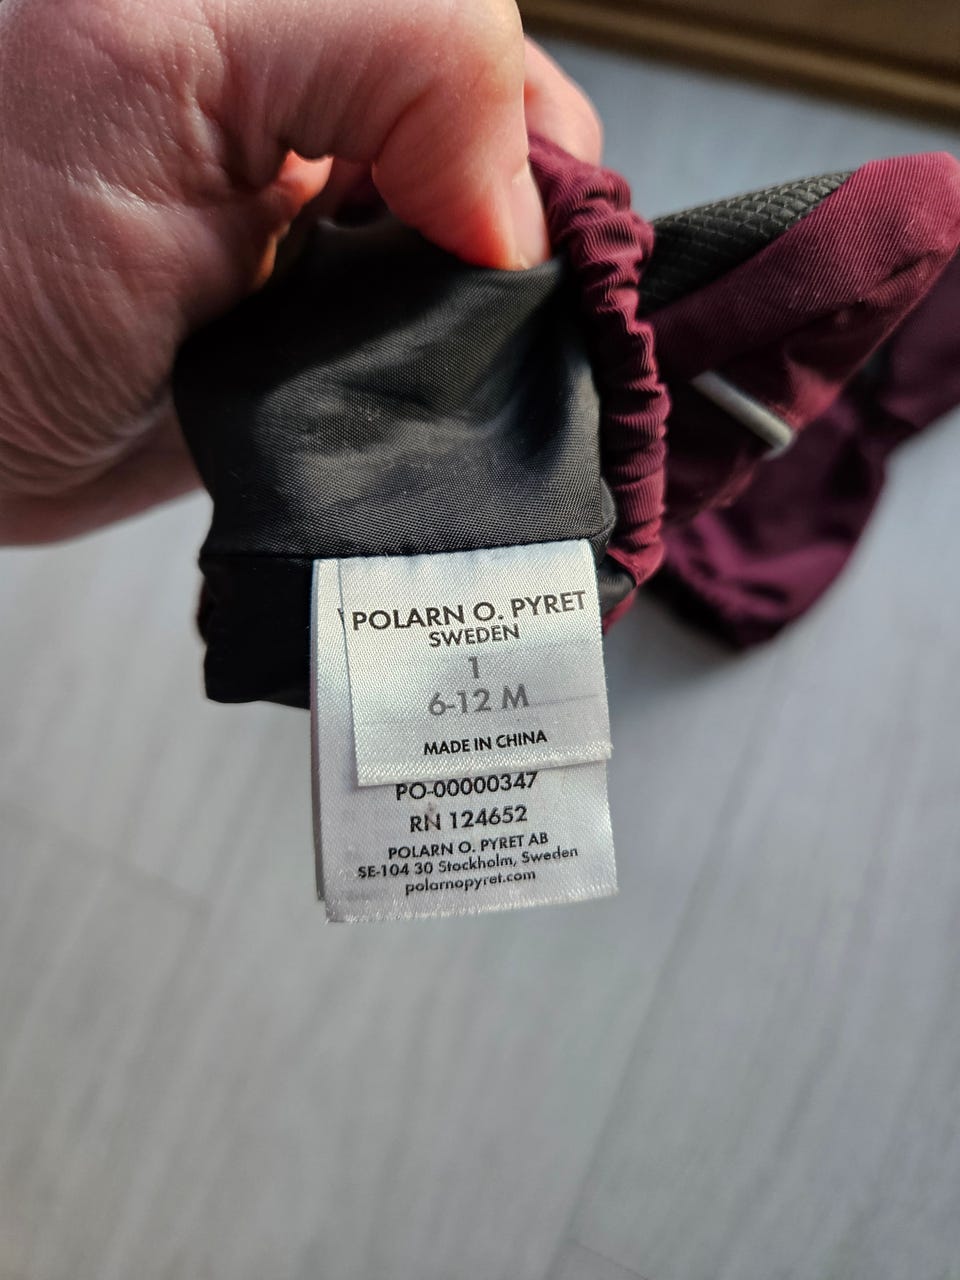 POLARN O. PYRET
SWEDEN
1
6-12 M
MADE IN CHINA
PO-00000347
RN 124652
POLARN O. PYRET AB
SE-104 30 Stockholm, Sweden
polarnopyret.com